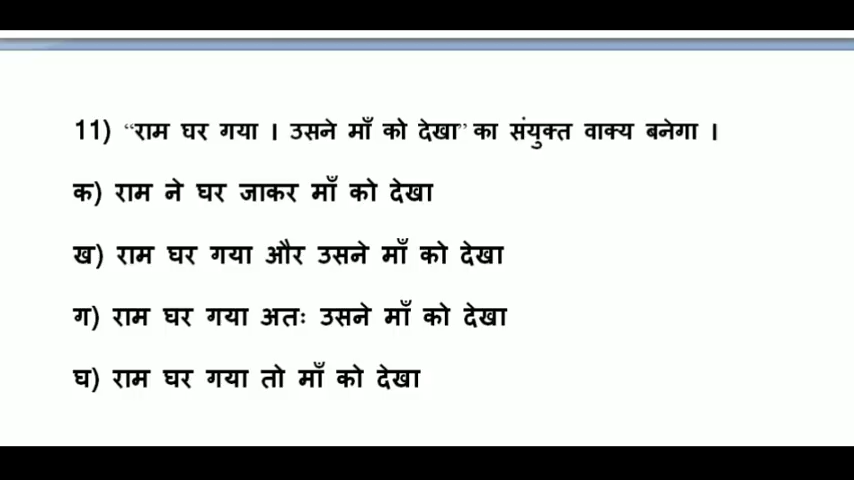 11) “राम घर गया । उसने माँ को देखा” का संयुक्त वाक्य बनेगा ।
क) राम ने घर जाकर माँ को देखा
ख) राम घर गया और उसने माँ को देखा
ग) राम घर गया अतः उसने माँ को देखा
घ) राम घर गया तो माँ को देखा